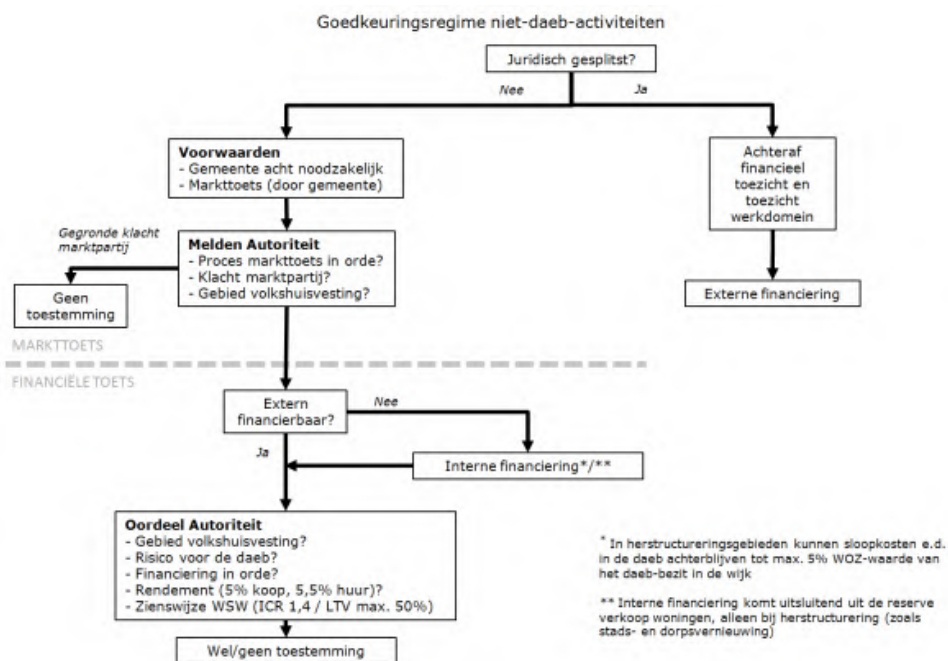 Goedkeuringsregime niet-daeb-activiteiten
Juridisch gesplitst?
Nee
Ja
Voorwaarden
- Gemeente acht noodzakelijk
- Markttoets (door gemeente)
Achteraf
financieel
toezicht en
toezicht
werkdomein
Gegronde klacht
marktpartij
Melden Autoriteit
- Proces markttoets in orde?
- Klacht marktpartij?
- Gebied volkshuisvesting?
Geen
toestemming
Externe financiering
MARKTTOETS
FINANCIËLE TOETS
Extern
financierbaar?
Nee
Ja
Interne financiering*/**
Oordeel Autoriteit
- Gebied volkshuisvesting?
- Risico voor de daeb?
- Financiering in orde?
- Rendement (5% koop, 5,5% huur)?
- Zienswijze WSW (ICR 1,4 / LTV max. 50%)
Wel/geen toestemming
* In herstructureringsgebieden kunnen sloopkosten e.d.
in de daeb achterblijven tot max. 5% WOZ-waarde van
het daeb-bezit in de wijk
** Interne financiering komt uitsluitend uit de reserve
verkoop woningen, alleen bij herstructurering (zoals
stads- en dorpsvernieuwing)